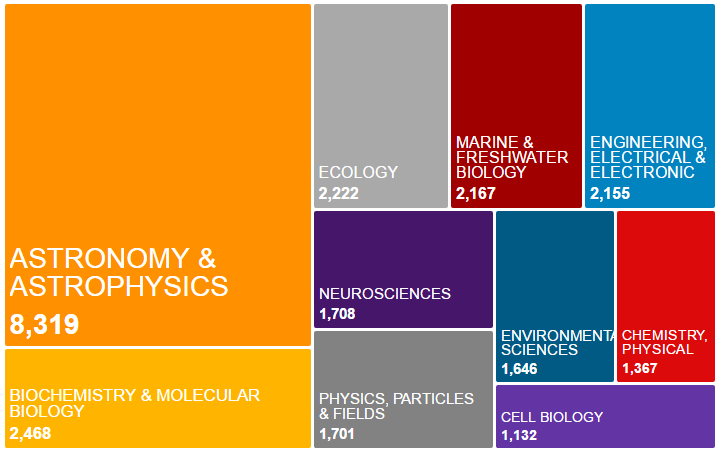 ASTRONOMY &
ASTROPHYSICS
8,319
BIOCHEMISTRY & MOLECULAR
BIOLOGY
2,468
ECOLOGY
2,222
MARINE &
FRESHWATER
BIOLOGY
2,167
ENGINEERING,
ELECTRICAL &
ELECTRONIC
2,155
NEUROSCIENCES
1,708
PHYSICS, PARTICLES
& FIELDS
1,701
ENVIRONMENTA
SCIENCES
1,646
CHEMISTRY,
PHYSICAL
1,367
CELL BIOLOGY
1,132